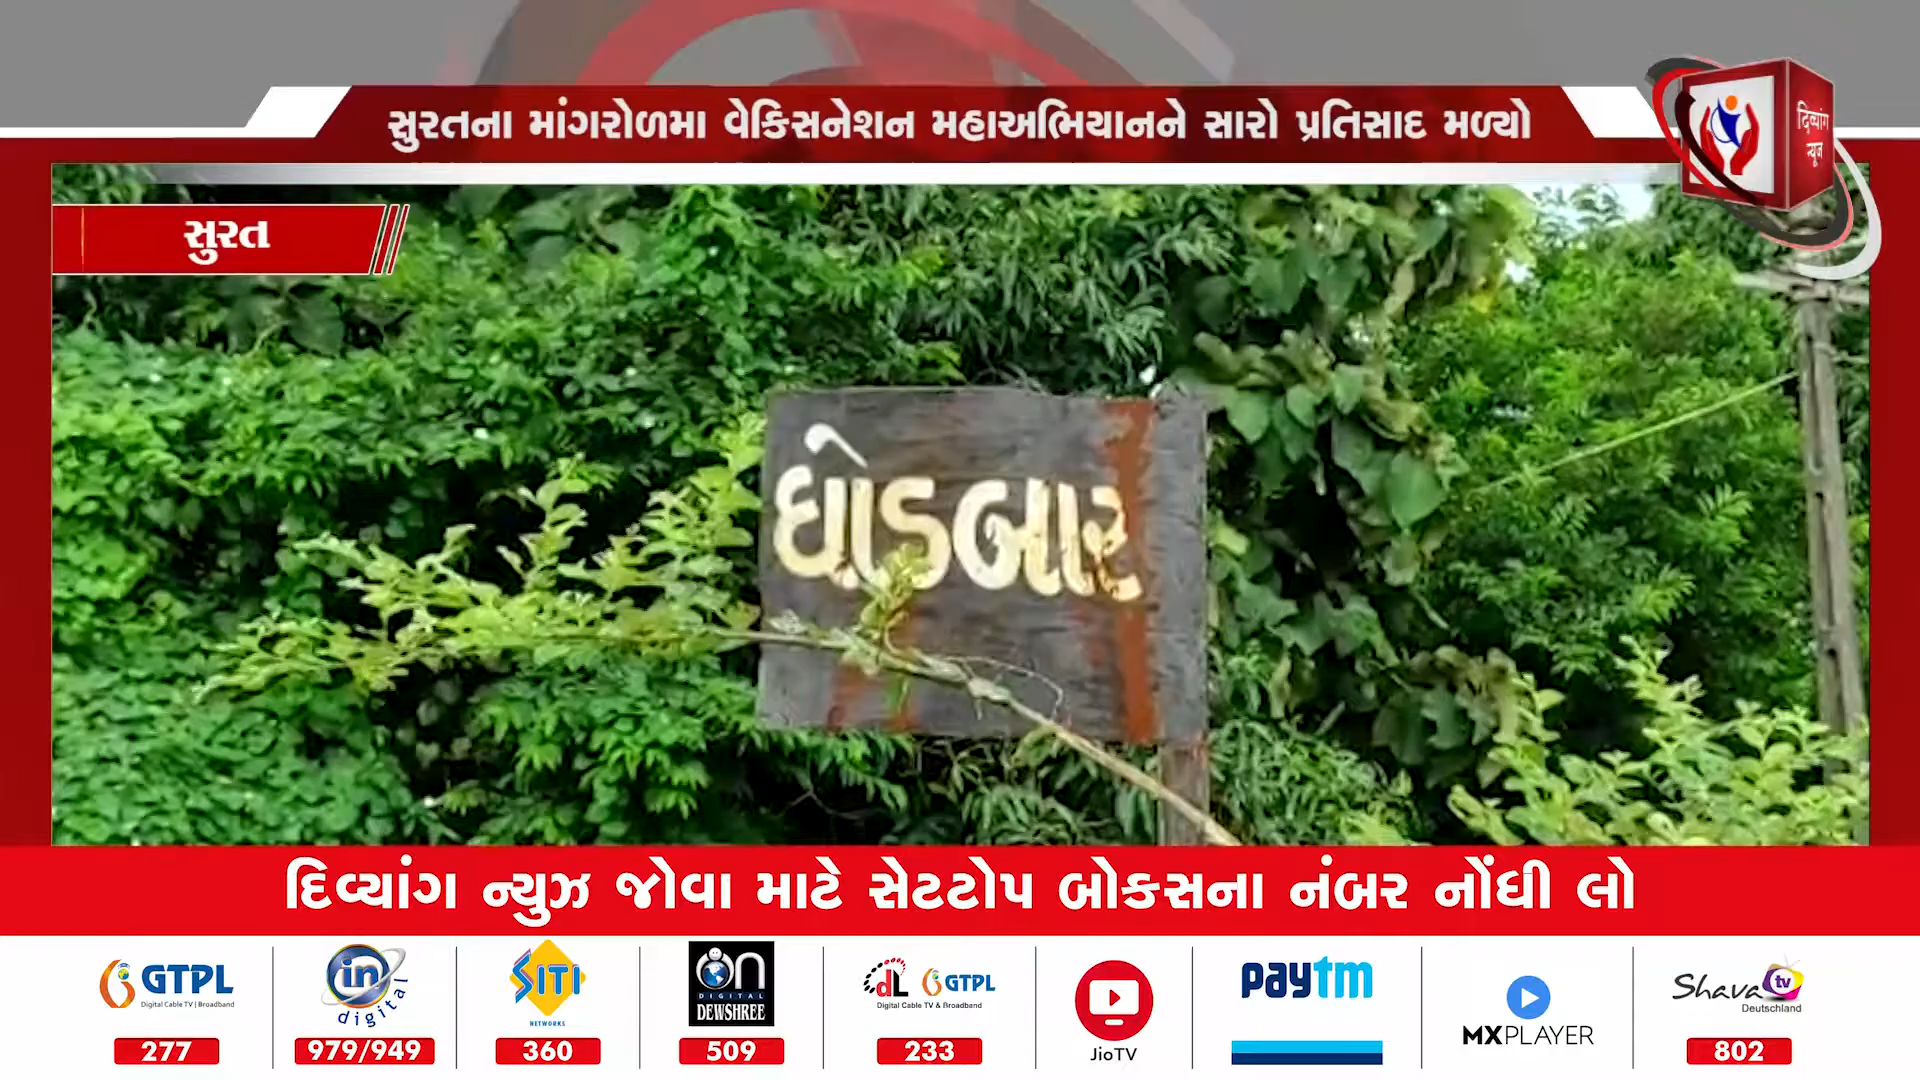 સુરતના માંગરોળમા વેકિસનેશન મહાઅભિયાનને સારો પ્રતિસાદ મળ્યો
દિવ્યાંગ
ન્યૂજ
સુરત
ઘોડબાર
દિવ્યાંગ ન્યુઝ જોવા માટે સેટટોપ બોકસના નંબર નોંધી લો
GTPL
Digital Cable TV | Broadband
277
in
digital
979/949
SITI
NETWORKS
360
ON
DIGITAL
DEWSHREE
509
dL GTPL
Digital Cable TV & Broadband
233
JioTV
paytm
MXPLAYER
Shava tv
Deutschland
802